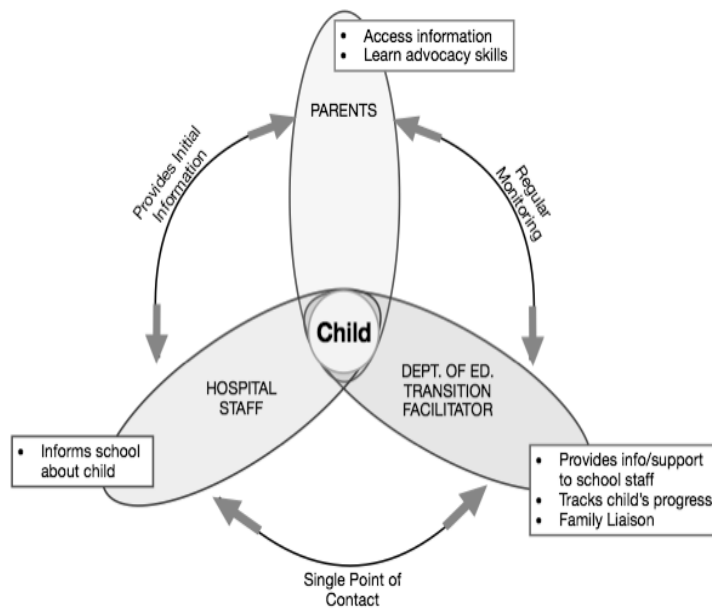 • Access information
• Learn advocacy skills
PARENTS
Provides Initial
Information
Regular
Monitoring
Child
HOSPITAL
STAFF
DEPT. OF ED.
TRANSITION
FACILITATOR
• Informs school
about child
• Provides info/support
to school staff
• Tracks child's progress
• Family Liaison
Single Point of
Contact